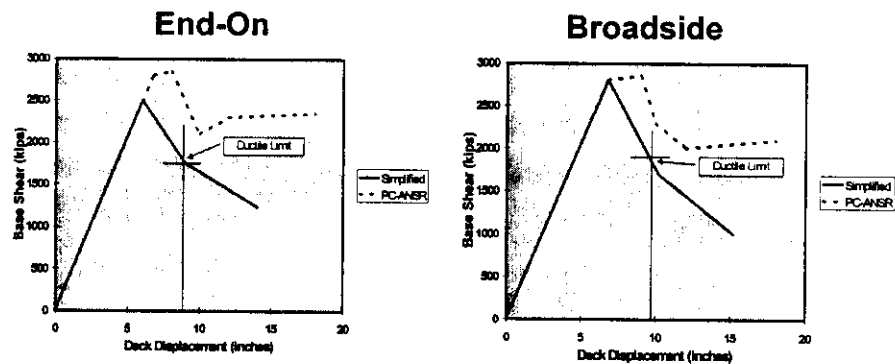 End-On
Base Shear (kips)
3000
2500
2000
1500
1000
500
0
0 5 10 15 20
Deck Displacement (inches)
Ductile Limit
Simplified
PC-ANSR
Broadside
Base Shear (kips)
3000
2500
2000
1500
1000
500
0
0 5 10 15 20
Deck Displacement (inches)
Ductile Limit
Simplified
PC-ANSR